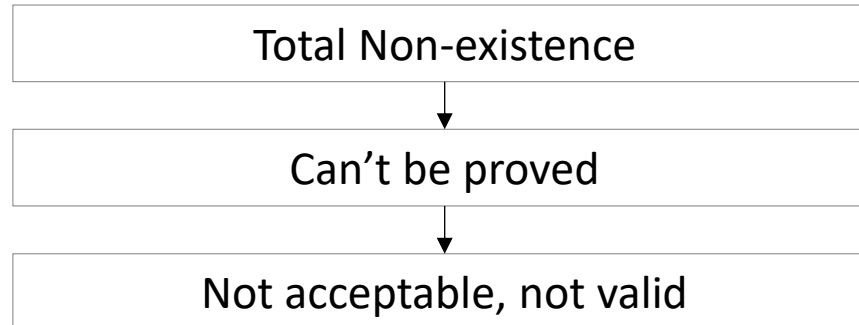 Total Non-existence
Can’t be proved
Not acceptable, not valid